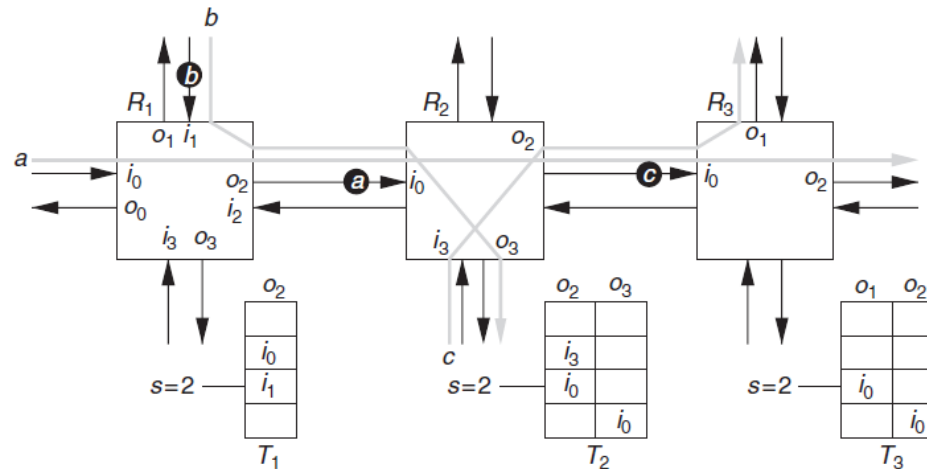 b
b
R1 R2 R3
o1 i1 o2 o1
a
i0 o2 a i0 c i0 o2
o0 i2
i3 o3 i3 o3
o2 o2 o3 o1 o2
c
i0 i3
s=2 i1 s=2 i0 s=2 i0
i0 i0
T1 T2 T3